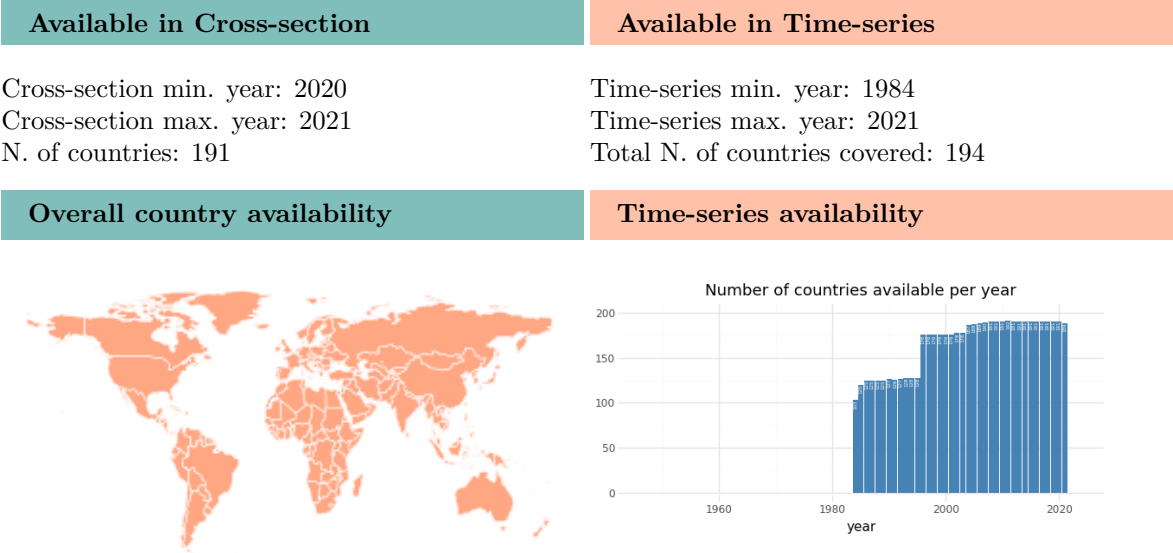 Available in Cross-section
Available in Time-series
Cross-section min. year: 2020
Cross-section max. year: 2021
N. of countries: 191
Time-series min. year: 1984
Time-series max. year: 2021
Total N. of countries covered: 194
Overall country availability
Time-series availability
Number of countries available per year
200
150
100
50
0
1960
1980
2000
2020
year